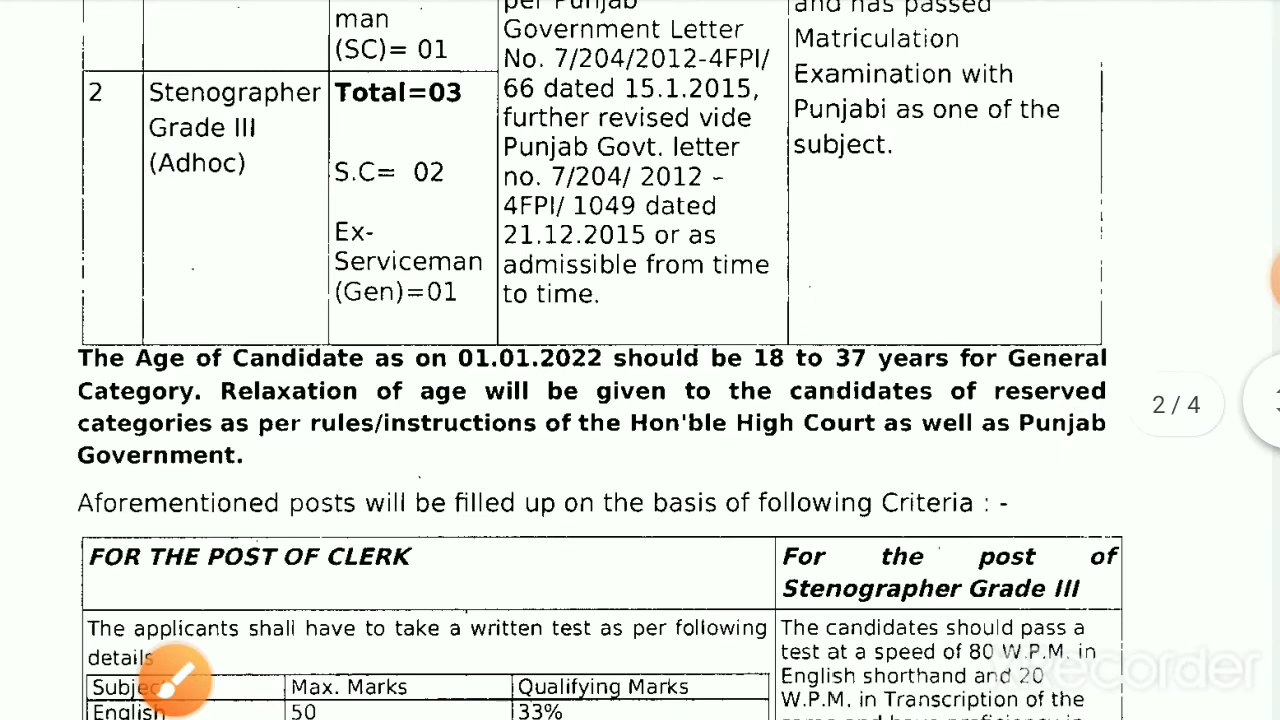 man
(SC)= 01
per Punjab
Government Letter
No. 7/204/2012-4FPI/
66 dated 15.1.2015,
further revised vide
Punjab Govt. letter
no. 7/204/ 2012 –
4FPI/ 1049 dated
21.12.2015 or as
admissible from time
to time.
and has passed
Matriculation
Examination with
Punjabi as one of the
subject.
2
Stenographer
Grade III
(Adhoc)
Total=03
S.C= 02
Ex-
Serviceman
(Gen)=01
The Age of Candidate as on 01.01.2022 should be 18 to 37 years for General
Category. Relaxation of age will be given to the candidates of reserved
categories as per rules/instructions of the Hon'ble High Court as well as Punjab
Government.
2 / 4
Aforementioned posts will be filled up on the basis of following Criteria : -
FOR THE POST OF CLERK
For the post of
Stenographer Grade III
The applicants shall have to take a written test as per following
details
Max. Marks
Qualifying Marks
English
50
33%
The candidates should pass a
test at a speed of 80 W.P.M. in
English shorthand and 20
W.P.M. in Transcription of the
wecorder